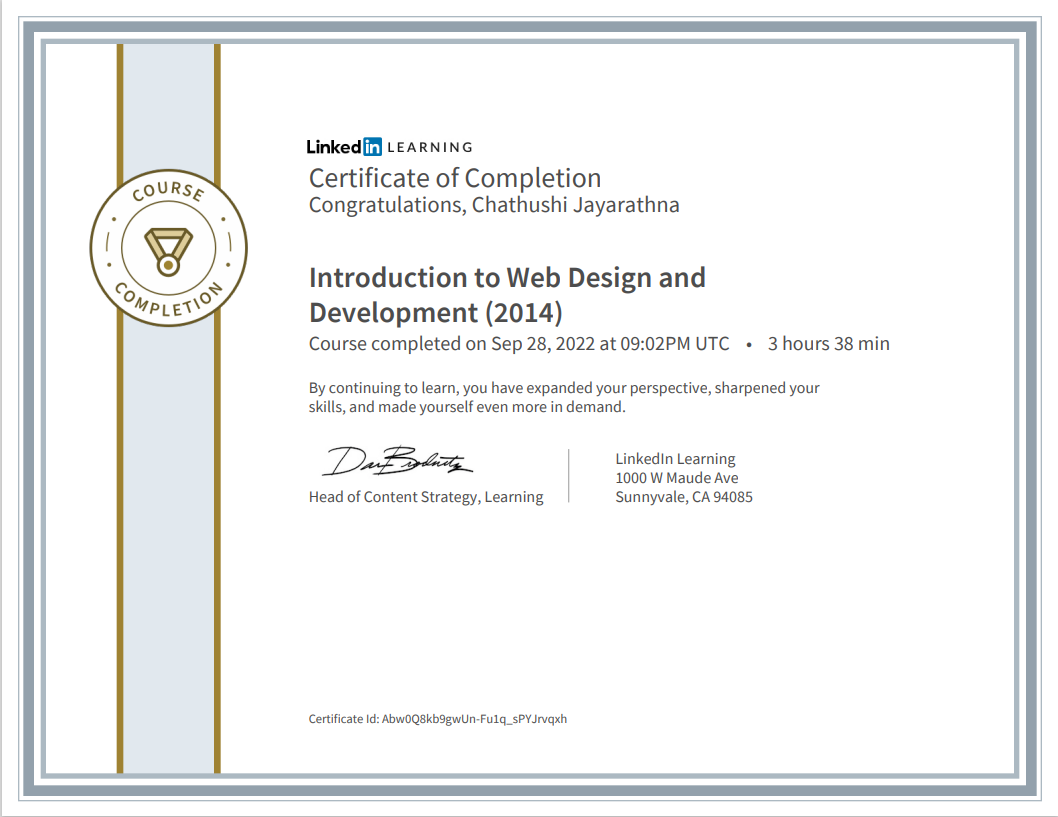 COURSE
COMPLETION
Linkedin LEARNING
Certificate of Completion
Congratulations, Chathushi Jayarathna
Introduction to Web Design and
Development (2014)
Course completed on Sep 28, 2022 at 09:02PM UTC • 3 hours 38 min
By continuing to learn, you have expanded your perspective, sharpened your
skills, and made yourself even more in demand.
Head of Content Strategy, Learning
LinkedIn Learning
1000 W Maude Ave
Sunnyvale, CA 94085
Certificate Id: Abw0Q8kb9gwUn-Fu1q_sPYJrvqxh